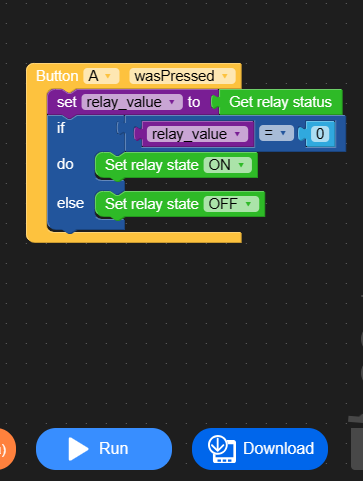 Button A wasPressed
set relay_value to Get relay status
if relay_value = 0
do Set relay state ON
else Set relay state OFF
Run
Download